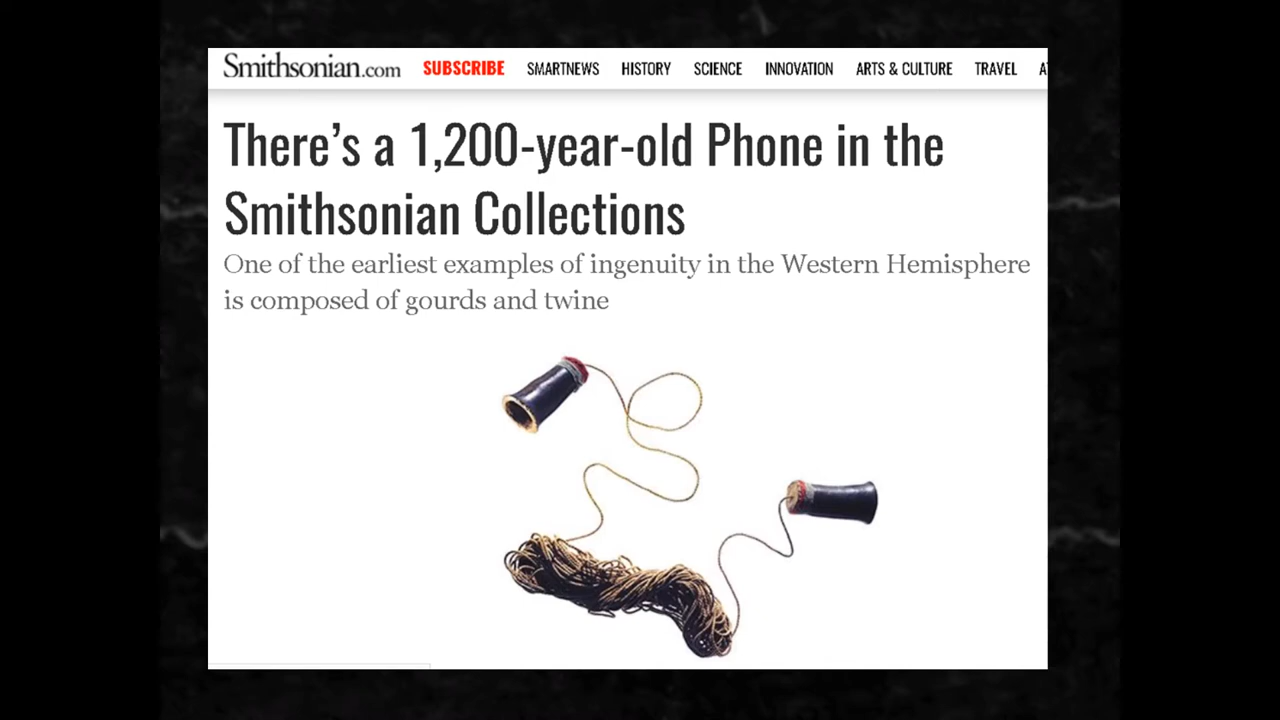 Smithsonian.com SUBSCRIBE SMARTNEWS HISTORY SCIENCE INNOVATION ARTS & CULTURE TRAVEL
There's a 1,200-year-old Phone in the
Smithsonian Collections
One of the earliest examples of ingenuity in the Western Hemisphere
is composed of gourds and twine